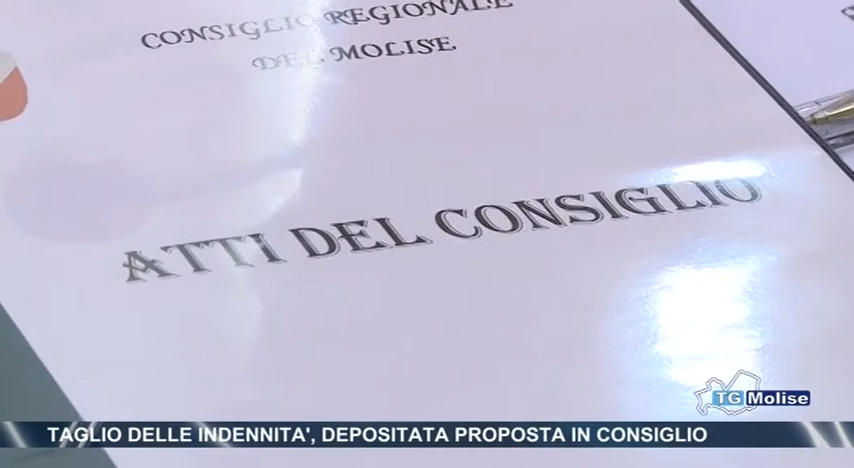 CONSIGLIO REGIONALE
DEL MOLISE
ATTI DEL CONSIGLIO
TG Molise
TAGLIO DELLE INDENNITA', DEPOSITATA PROPOSTA IN CONSIGLIO